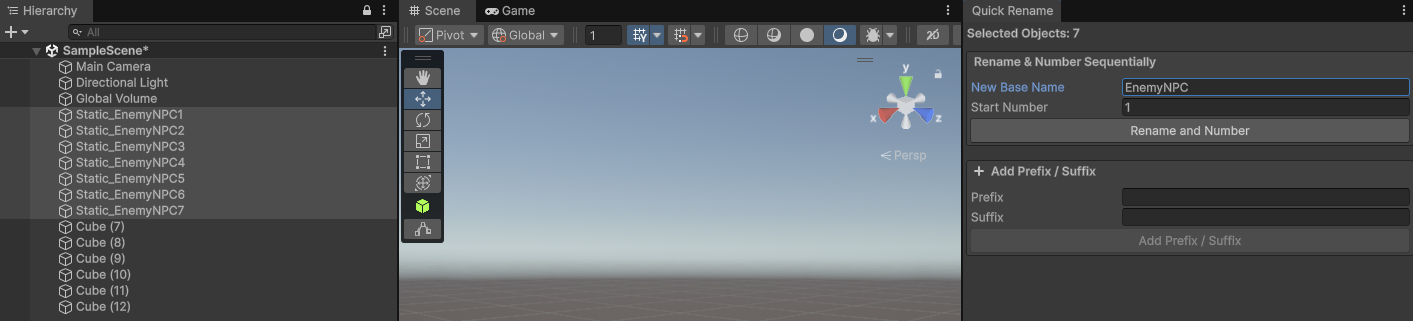 Hierarchy
All
SampleScene*
Main Camera
Directional Light
Global Volume
Static_EnemyNPC1
Static_EnemyNPC2
Static_EnemyNPC3
Static_EnemyNPC4
Static_EnemyNPC5
Static_EnemyNPC6
Static_EnemyNPC7
Cube (7)
Cube (8)
Cube (9)
Cube (10)
Cube (11)
Cube (12)
Scene Game
Pivot Global 1 2D
y
x z
Persp
Quick Rename
Selected Objects: 7
Rename & Number Sequentially
New Base Name EnemyNPC
Start Number 1
Rename and Number
+ Add Prefix / Suffix
Prefix
Suffix
Add Prefix / Suffix